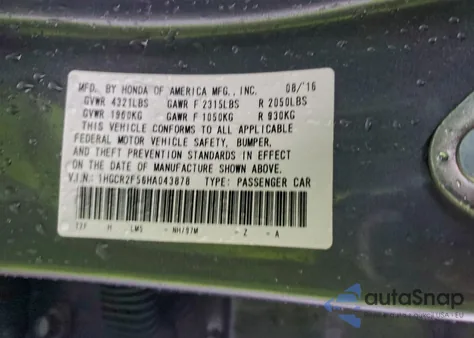 MFD. BY HONDA OF AMERICA MFG., INC. 08/'16
GVWR 4321LBS GAWR F 2315LBS R 2050LBS
GVWR 1960KG GAWR F 1050KG R 930KG
THIS VEHICLE CONFORMS TO ALL APPLICABLE
FEDERAL MOTOR VEHICLE SAFETY, BUMPER,
AND THEFT PREVENTION STANDARDS IN EFFECT
ON THE DATE OF MANUFACTURE SHOWN ABOVE.
V.I.N.: 1HGCR2F56HA043878 TYPE: PASSENGER CAR
H LMS NH797M - Z - A
autoSnap